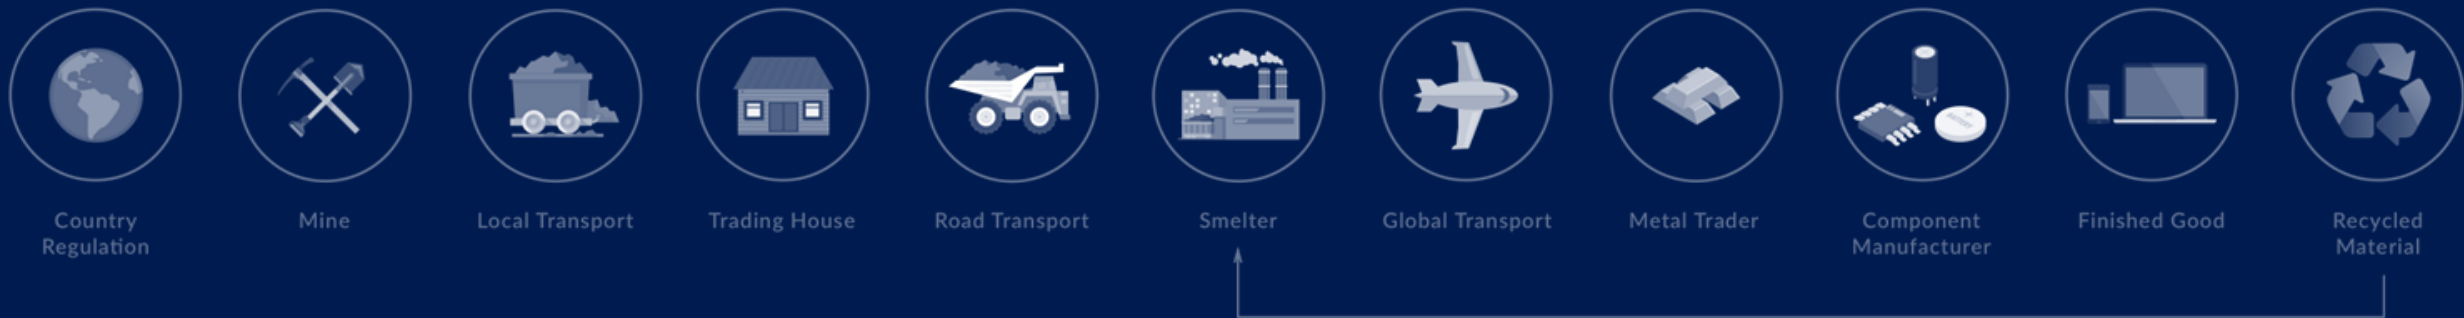 Country
Regulation
Mine
Local Transport
Trading House
Road Transport
Smelter
Global Transport
Metal Trader
Component
Manufacturer
Finished Good
Recycled
Material
BATTERY